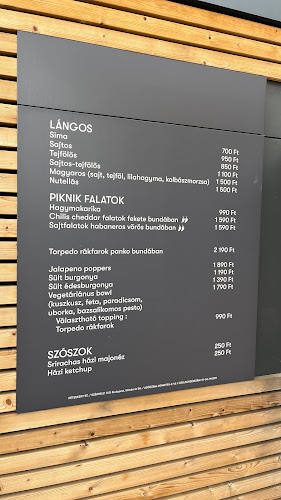 LÁNGOS
Sima 700 Ft
Sajtos 950 Ft
Tejfölös 850 Ft
Sajtos-tejfölös 1 100 Ft
Magyaros (sajt, tejföl, lilahagyma, kolbászmorzsa) 1 500 Ft
Nutellás 1 500 Ft
PIKNIK FALATOK
Hagymakarika 990 Ft
Chilis cheddar falatok fekete bundában 1 590 Ft
Sajtfalatok habaneros vörös bundában 1 590 Ft
Torpedo rákfarok panko bundában 2 190 Ft
Jalapeno poppers 1 890 Ft
Sült burgonya 1 190 Ft
Sült édesburgonya 1 390 Ft
Vegetáriánus bowl 1 790 Ft
(kuszkusz, feta, paradicsom,
uborka, bazsalikomos pesto)
Választható topping : 990 Ft
Torpedo rákfarok
SZÓSZOK
Srirachas házi majonéz 250 Ft
Házi ketchup 250 Ft